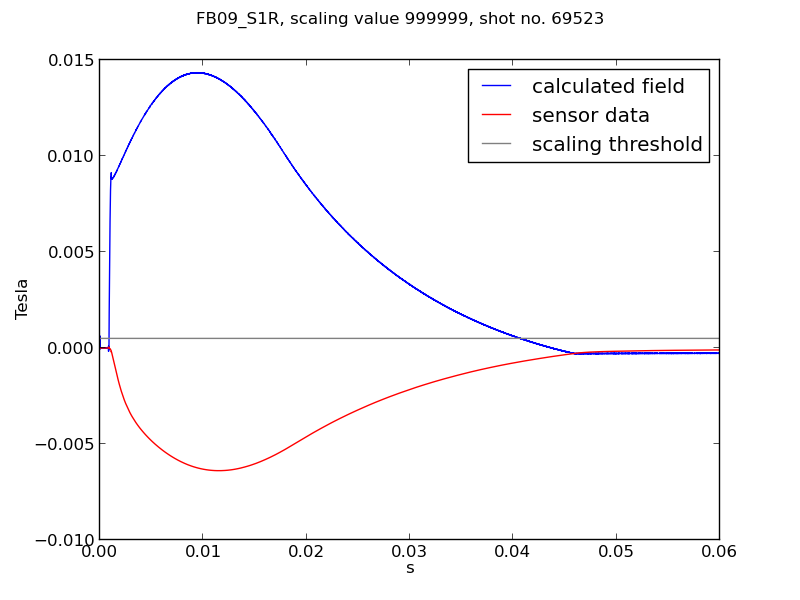 FB09_S1R, scaling value 999999, shot no. 69523
0.015
0.010
0.005
0.000
−0.005
−0.010
Tesla
calculated field
sensor data
scaling threshold
0.00 0.01 0.02 0.03 0.04 0.05 0.06
s